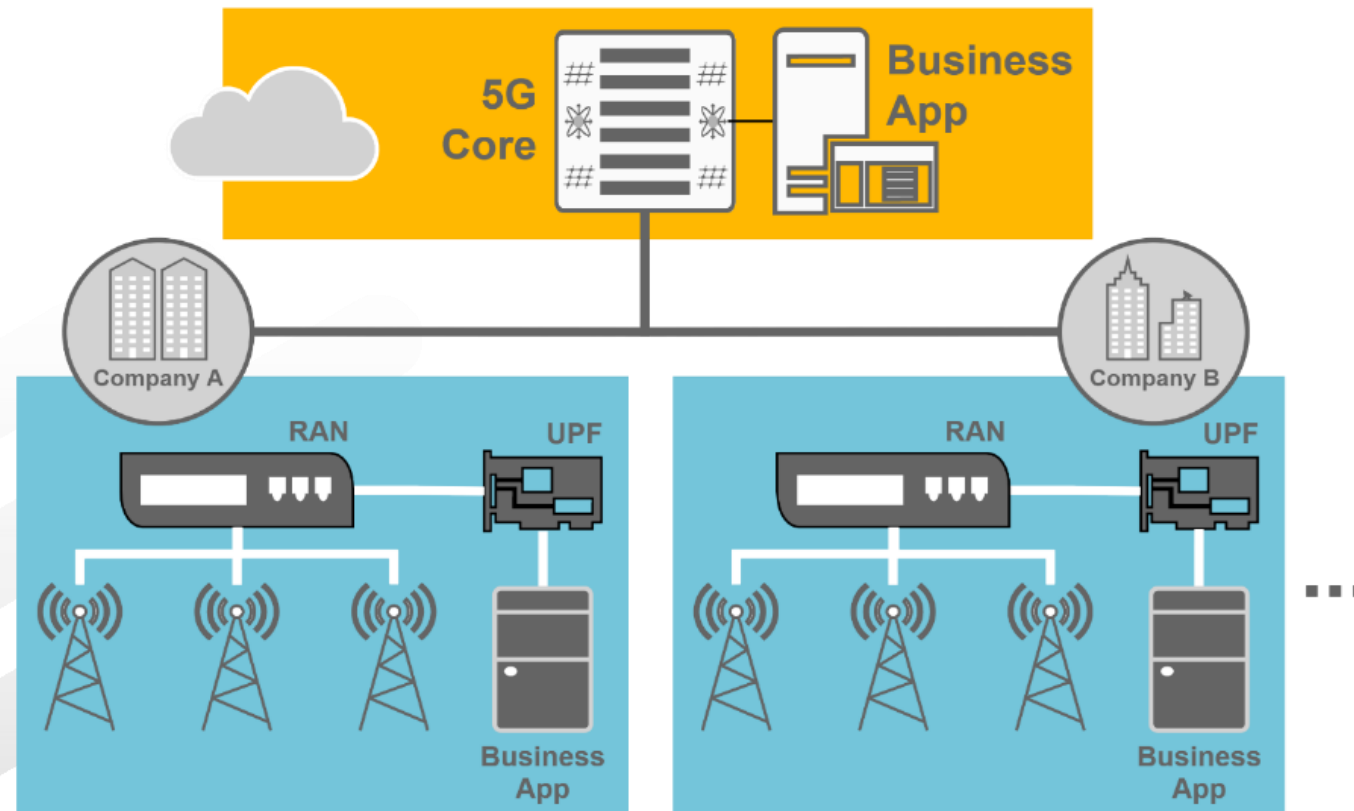 5G
Core
Business
App
Company A
Company B
RAN
UPF
RAN
UPF
Business
App
Business
App